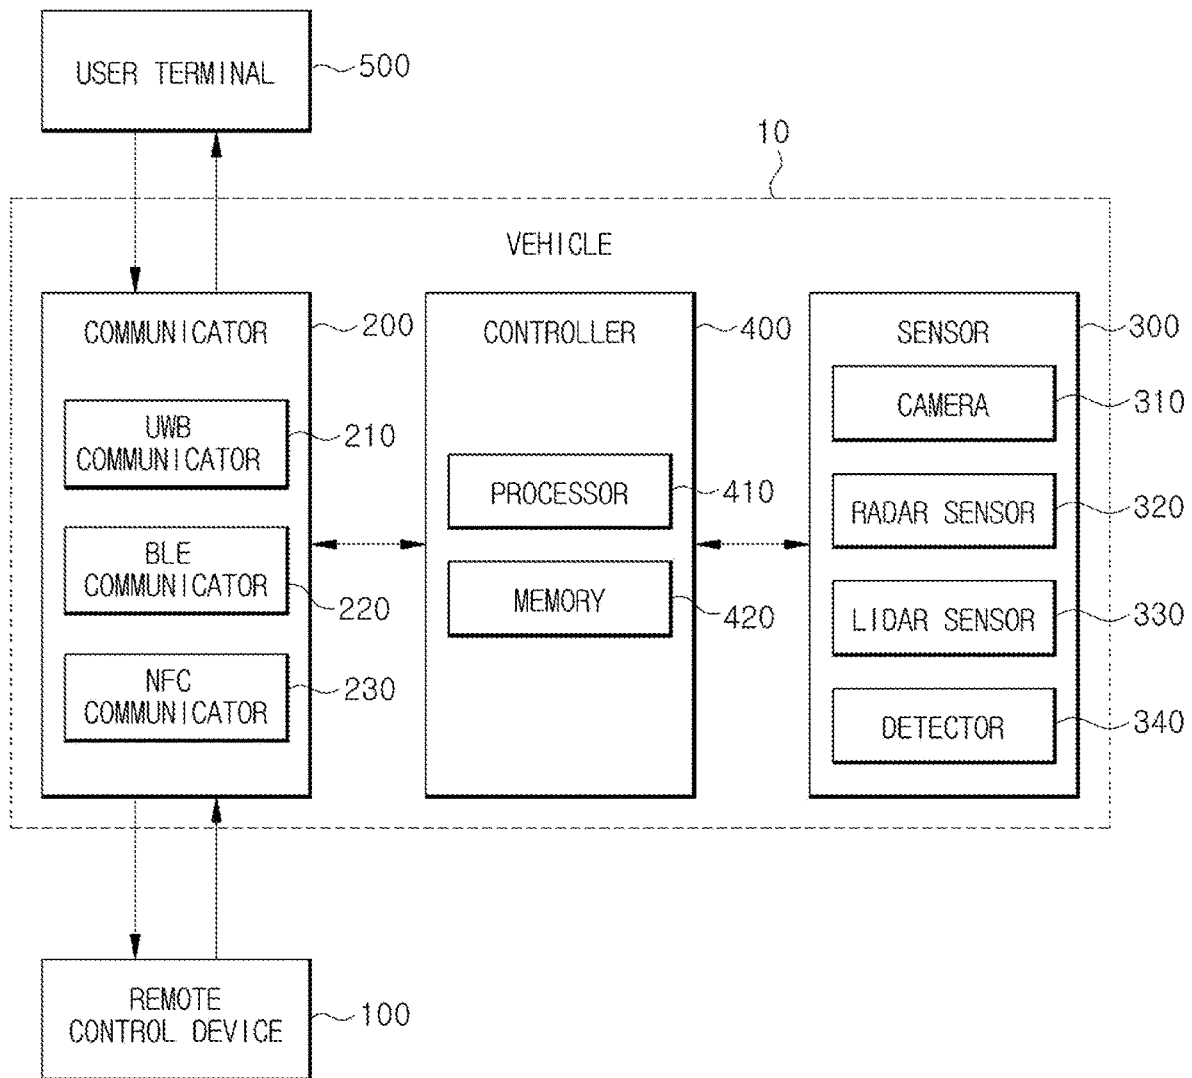 USER TERMINAL
500
10
VEHICLE
COMMUNICATOR
200
UWB
COMMUNICATOR
210
BLE
COMMUNICATOR
220
NFC
COMMUNICATOR
230
CONTROLLER
400
PROCESSOR
410
MEMORY
420
SENSOR
300
CAMERA
310
RADAR SENSOR
320
LIDAR SENSOR
330
DETECTOR
340
REMOTE
CONTROL DEVICE
100